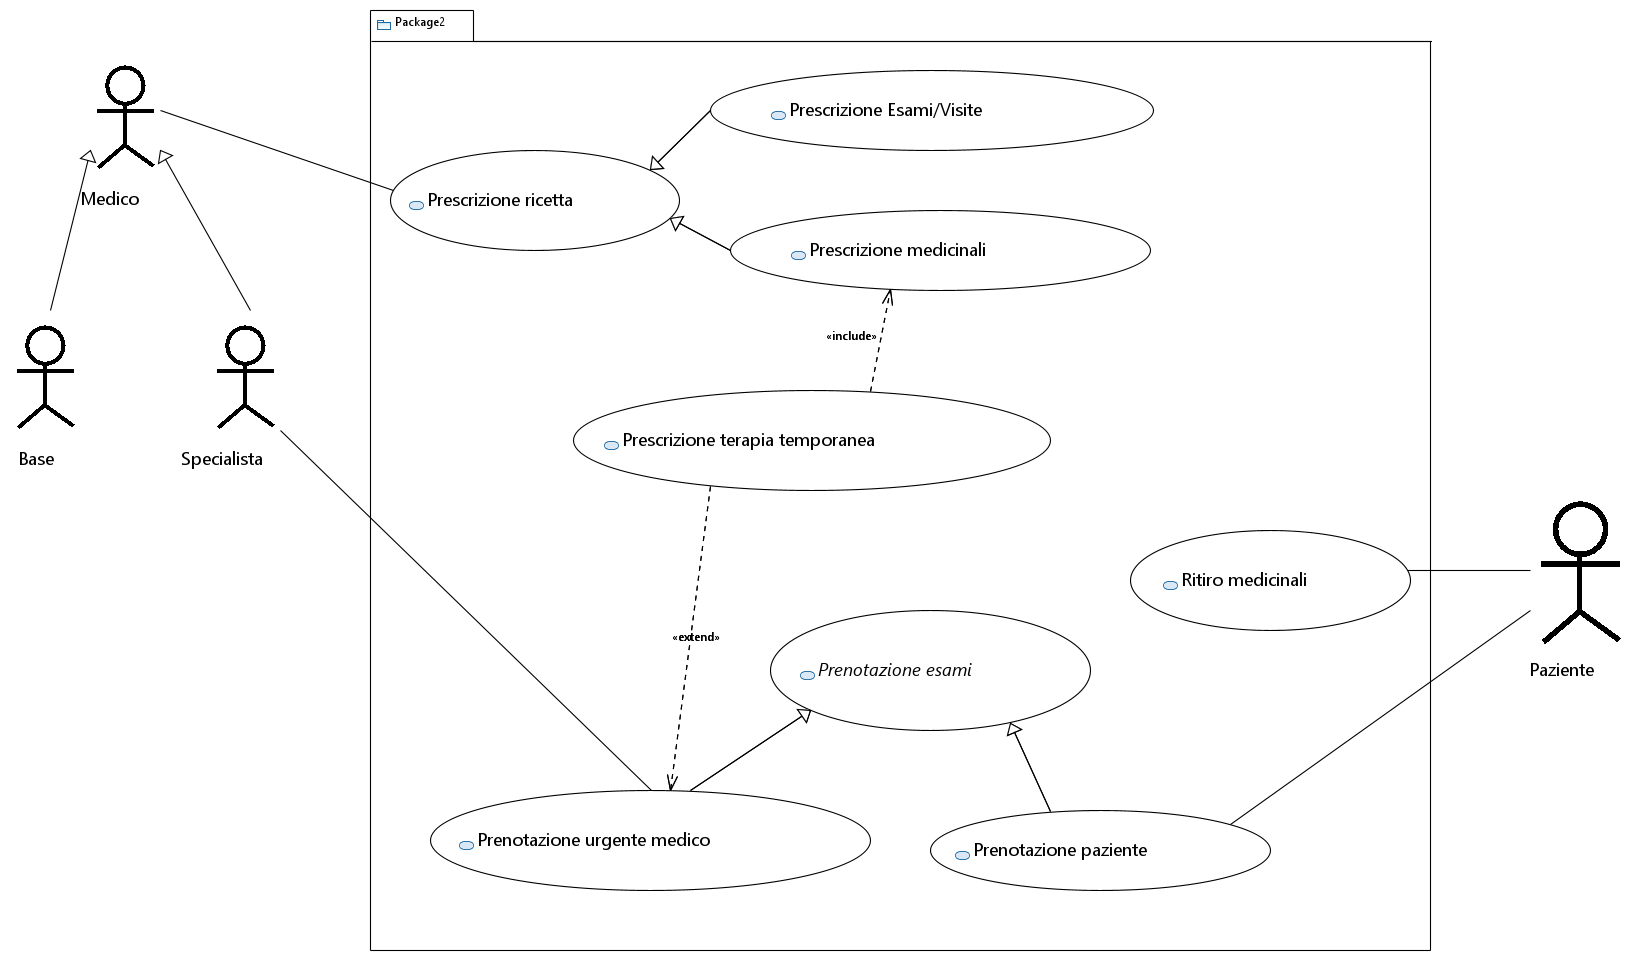 Package2
Prescrizione Esami/Visite
Medico
Prescrizione ricetta
Prescrizione medicinali
«include»
Prescrizione terapia temporanea
Base
Specialista
Ritiro medicinali
«extend»
Prenotazione esami
Paziente
Prenotazione urgente medico
Prenotazione paziente